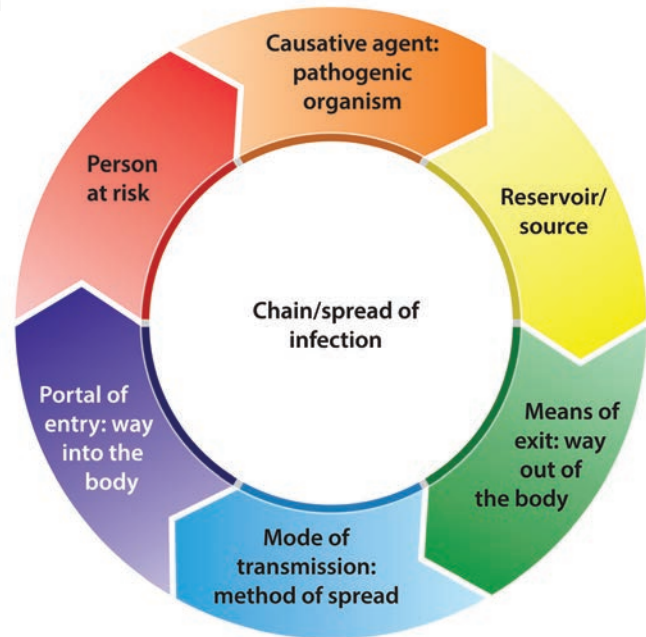 Causative agent:
pathogenic
organism
Reservoir/
source
Means of
exit: way
out of
the body
Mode of
transmission:
method of spread
Portal of
entry: way
into the
body
Person
at risk
Chain/spread of
infection